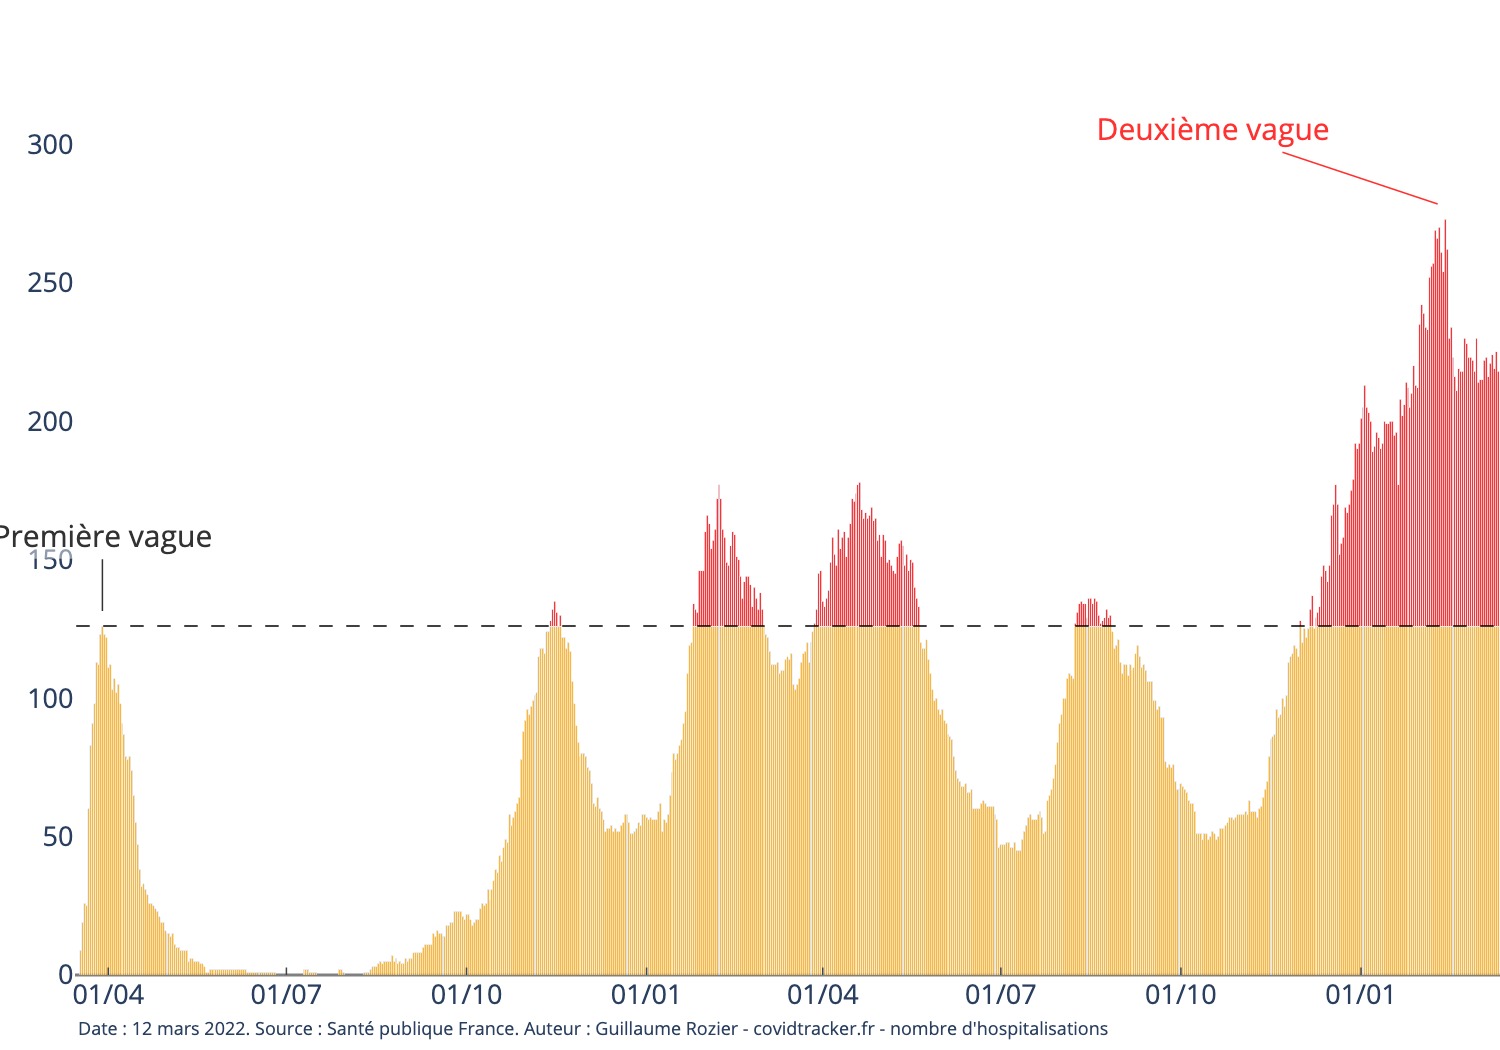 300
Deuxième vague
250
200
Première vague
150
100
50
0
01/04 01/07 01/10 01/01 01/04 01/07 01/10 01/01
Date : 12 mars 2022. Source : Santé publique France. Auteur : Guillaume Rozier - covidtracker.fr - nombre d'hospitalisations